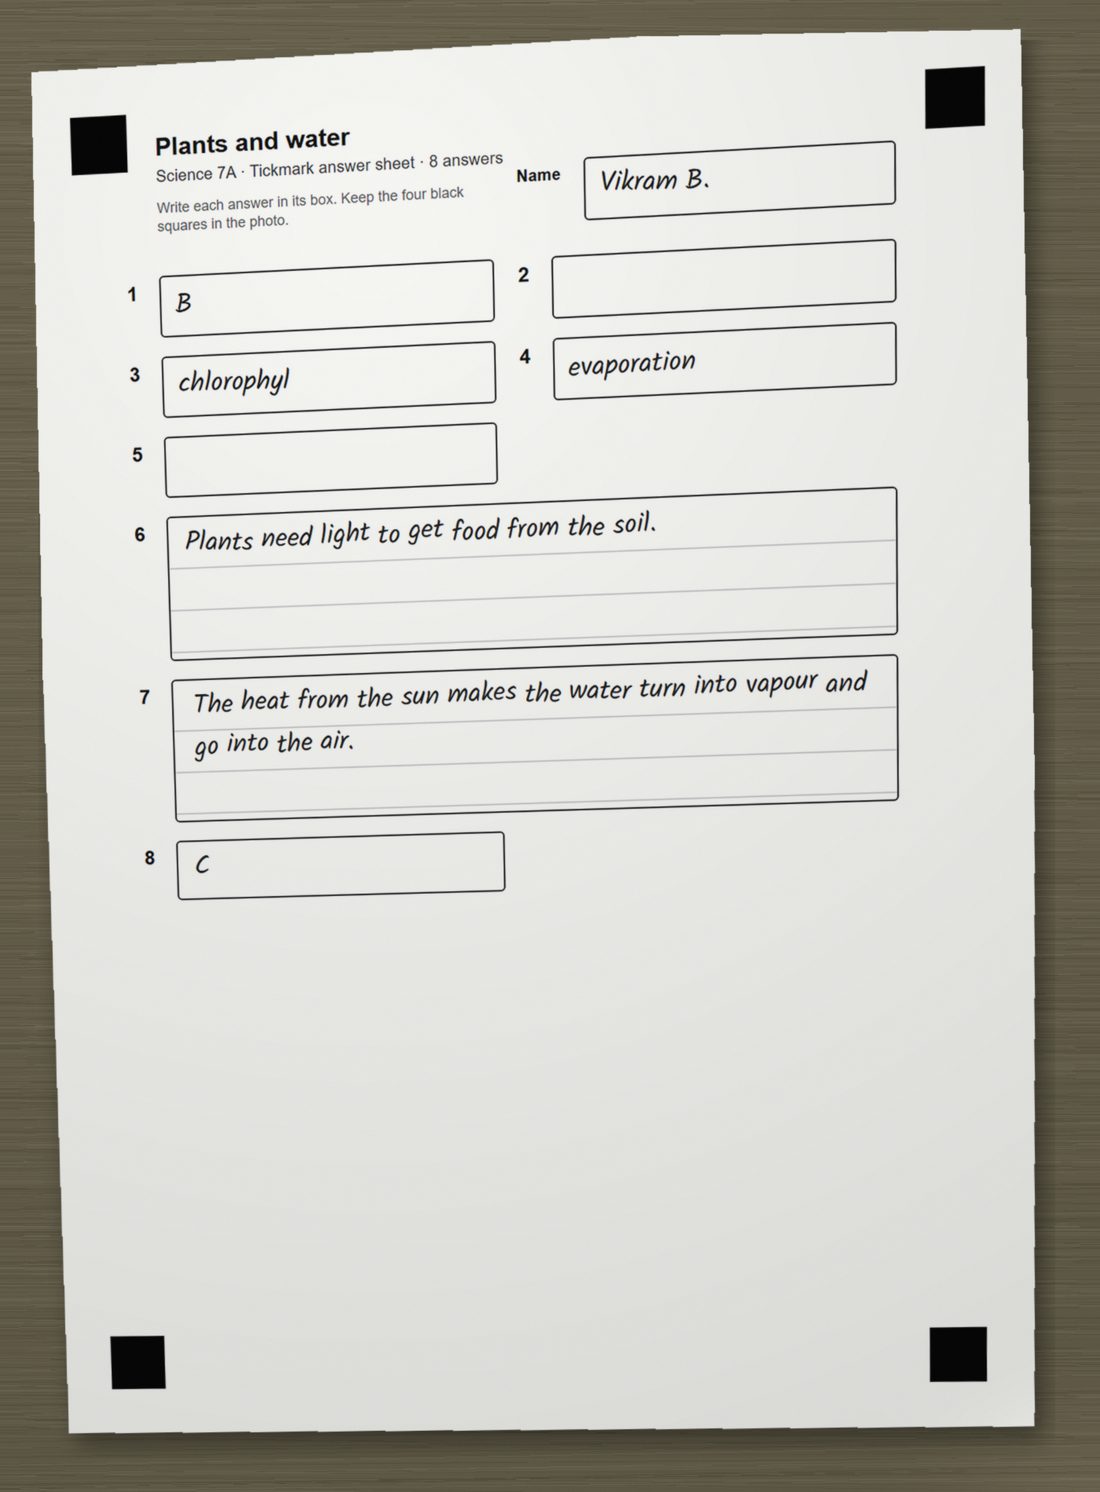 Plants and water
Science 7A · Tickmark answer sheet · 8 answers
Write each answer in its box. Keep the four black
squares in the photo.
Name
Vikram B.
1
B
2
3
chlorophyl
4
evaporation
5
6
Plants need light to get food from the soil.
7
The heat from the sun makes the water turn into vapour and
go into the air.
8
C